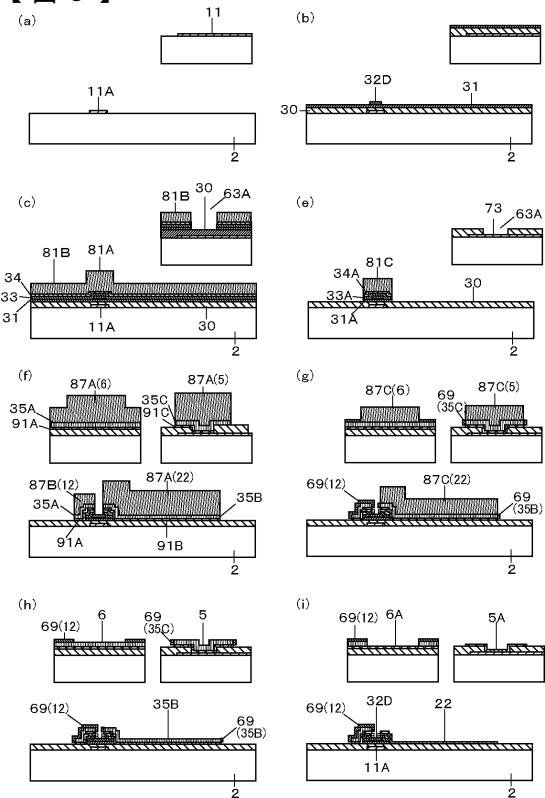 (a)
11
11A
2
(b)
32D
31
30
2
(c)
81B
30
63A
81B
81A
34
33
31
11A
30
2
(e)
73
63A
81C
34A
33A
31A
30
2
(f)
87A(6)
35A
91A
35C
91C
87A(5)
87B(12)
35A
87A(22)
35B
91A
91B
2
(g)
87C(6)
69
(35C)
87C(5)
69(12)
87C(22)
69
(35B)
2
(h)
69(12)
6
69
(35C)
5
69(12)
35B
69
(35B)
2
(i)
69(12)
6A
5A
69(12)
32D
22
11A
2